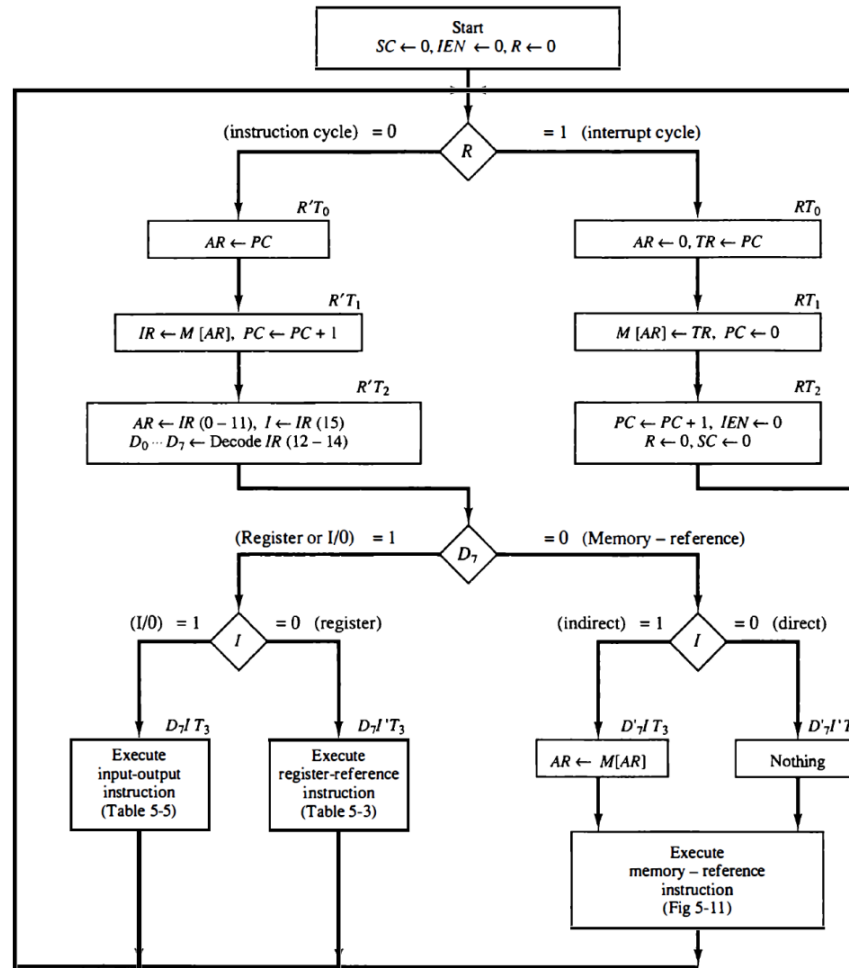 Start
SC ← 0, IEN ← 0, R ← 0
(instruction cycle) = 0
= 1 (interrupt cycle)
R
R'T₀
AR ← PC
R'T₁
IR ← M [AR], PC ← PC + 1
R'T₂
AR ← IR (0 – 11), I ← IR (15)
D₀ ··· D₇ ← Decode IR (12 – 14)
RT₀
AR ← 0, TR ← PC
RT₁
M [AR] ← TR, PC ← 0
RT₂
PC ← PC + 1, IEN ← 0
R ← 0, SC ← 0
(Register or I/0) = 1
= 0 (Memory – reference)
D₇
(I/0) = 1
= 0 (register)
I
(indirect) = 1
= 0 (direct)
I
D₇I T₃
Execute
input-output
instruction
(Table 5-5)
D₇I'T₃
Execute
register-reference
instruction
(Table 5-3)
D'₇I T₃
AR ← M[AR]
D'₇I'T
Nothing
Execute
memory – reference
instruction
(Fig 5-11)